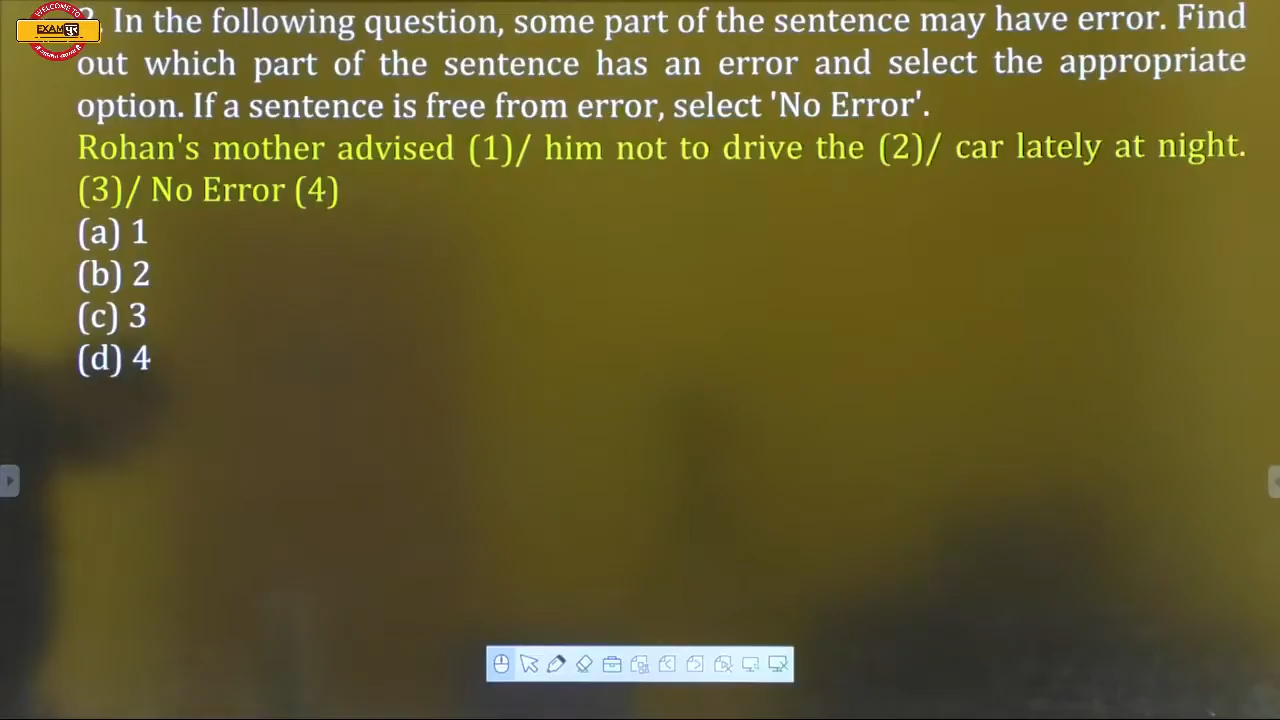 WELCOME TO
EXAM पुर
In the following question, some part of the sentence may have error. Find
out which part of the sentence has an error and select the appropriate
option. If a sentence is free from error, select 'No Error'.
Rohan's mother advised (1)/ him not to drive the (2)/ car lately at night.
(3)/ No Error (4)
(a) 1
(b) 2
(c) 3
(d) 4